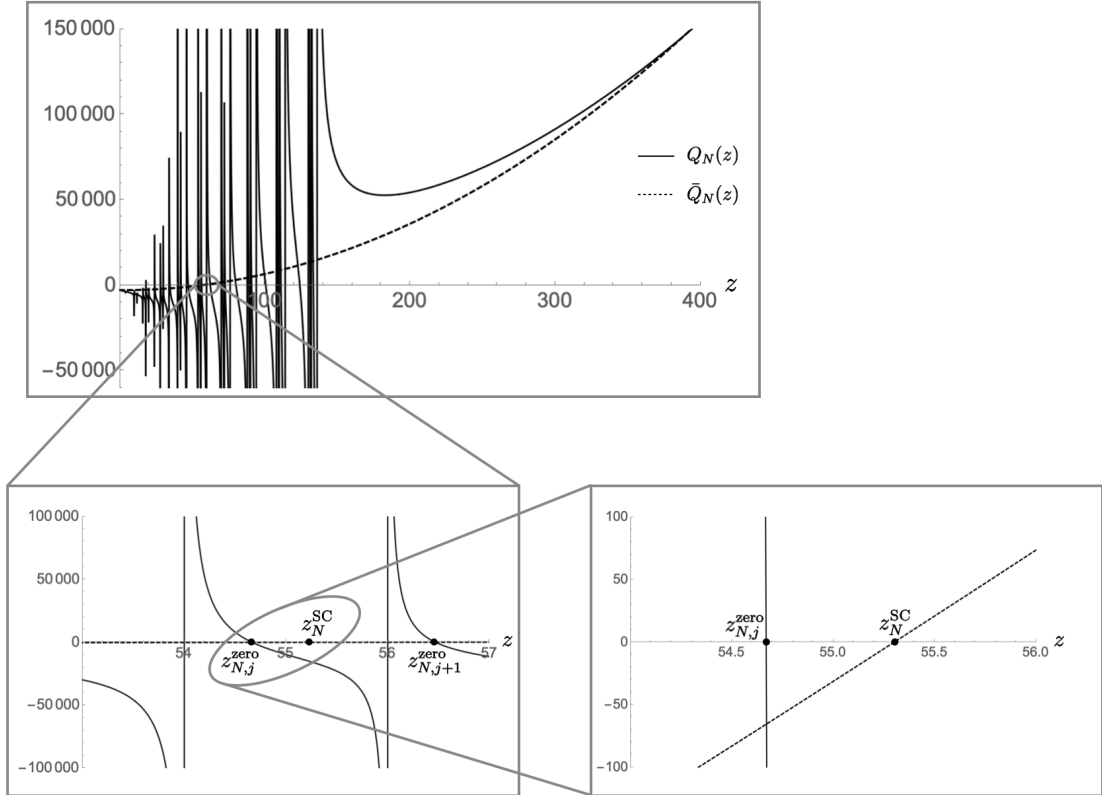 150 000
100 000
50 000
0
−50 000
100
200
300
400
z
Q_N(z)
Q̄_N(z)
100 000
50 000
0
−50 000
−100 000
54
55
56
57
z
z_{N,j}^{zero}
z_N^{SC}
z_{N,j+1}^{zero}
100
50
0
−50
−100
54.5
55.0
55.5
56.0
z
z_{N,j}^{zero}
z_N^{SC}